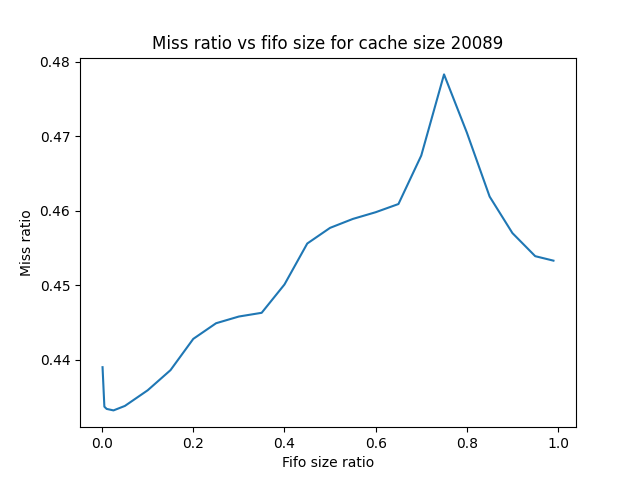 Miss ratio vs fifo size for cache size 20089
0.48
0.47
0.46
0.45
0.44
Miss ratio
0.0 0.2 0.4 0.6 0.8 1.0
Fifo size ratio